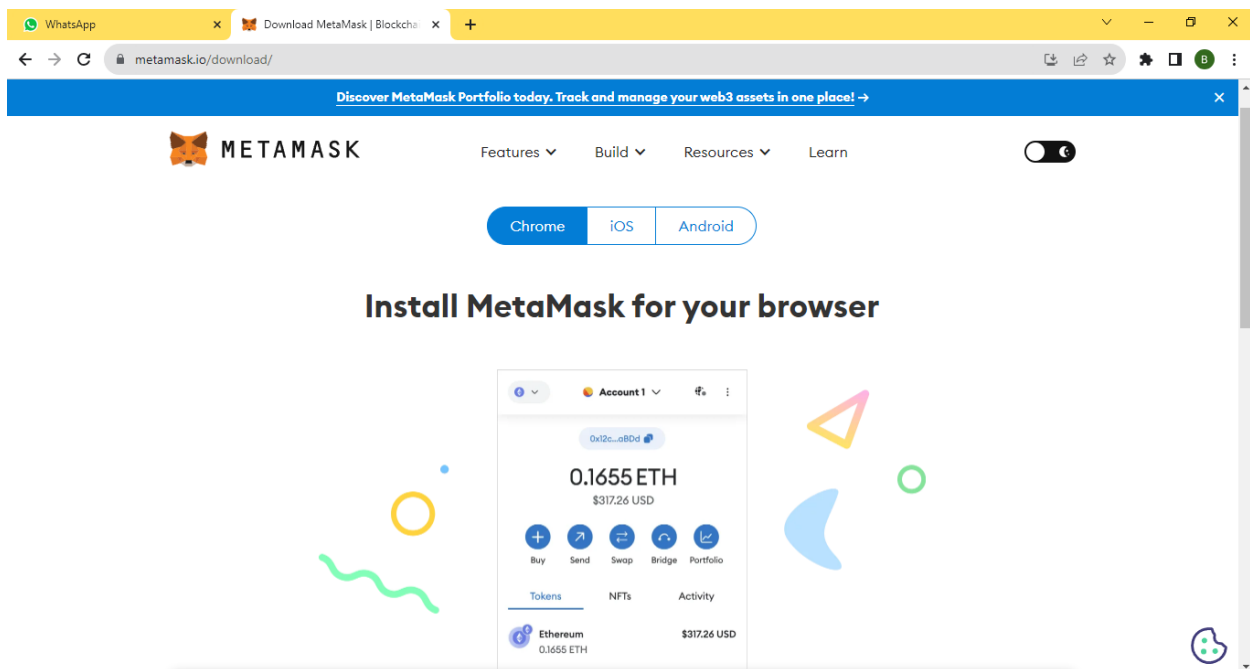 WhatsApp
Download MetaMask | Blockcha
metamask.io/download/
B
Discover MetaMask Portfolio today. Track and manage your web3 assets in one place! →
METAMASK
Features
Build
Resources
Learn
Chrome
iOS
Android
Install MetaMask for your browser
Account 1
0x12c...aBDd
0.1655 ETH
$317.26 USD
Buy
Send
Swap
Bridge
Portfolio
Tokens
NFTs
Activity
Ethereum
$317.26 USD
0.1655 ETH